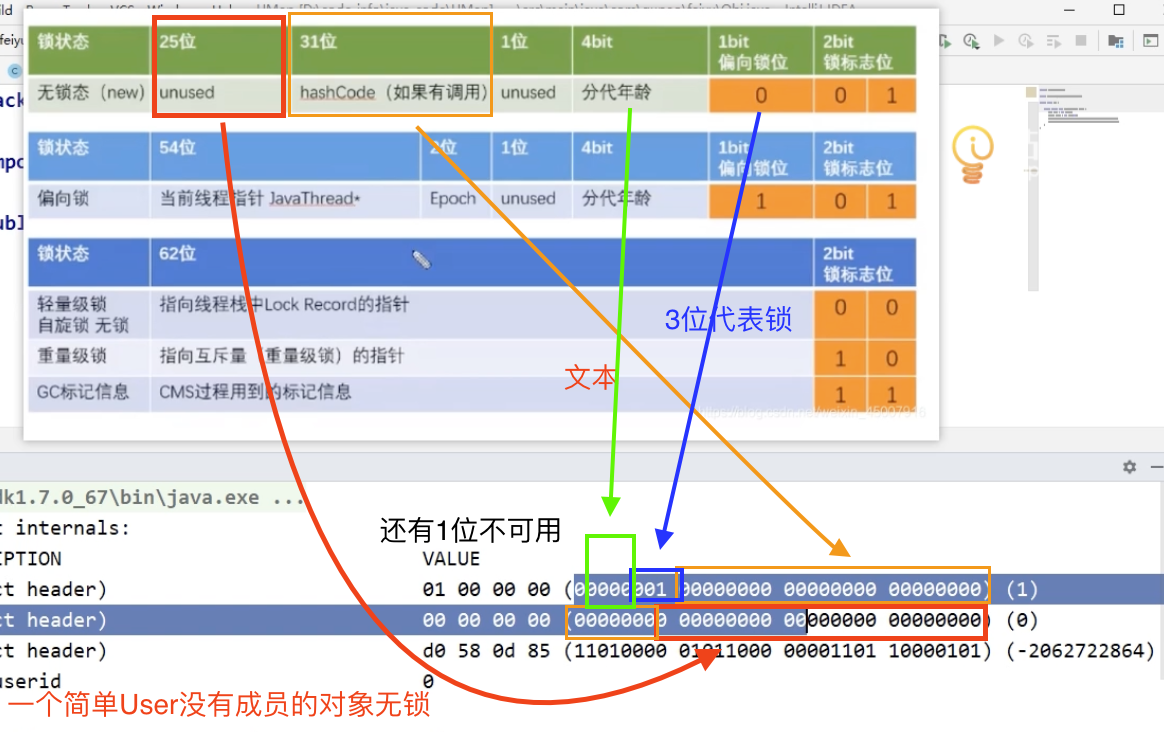 锁状态 25位 31位 1位 4bit 1bit 偏向锁位 2bit 锁标志位
无锁态（new） unused hashCode（如果有调用） unused 分代年龄 0 0 1
锁状态 54位 2位 1位 4bit 1bit 偏向锁位 2bit 锁标志位
偏向锁 当前线程指针 JavaThread* Epoch unused 分代年龄 1 0 1
锁状态 62位 2bit 锁标志位
轻量级锁 自旋锁 无锁 指向线程栈中Lock Record的指针 0 0
重量级锁 指向互斥量（重量级锁）的指针 1 0
GC标记信息 CMS过程用到的标记信息 1 1
3位代表锁
文本
dk1.7.0_67\bin\java.exe ...
t internals:
还有1位不可用
IPTION VALUE
ct header) 01 00 00 00 (00000001 00000000 00000000 00000000) (1)
ct header) 00 00 00 00 (00000000 00000000 00000000 00000000) (0)
ct header) d0 58 0d 85 (11010000 01011000 00001101 10000101) (-2062722864)
userid 0
一个简单User没有成员的对象无锁